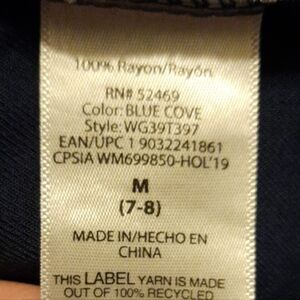 100% Rayon/Rayón
RN# 52469
Color: BLUE COVE
Style: WG39T397
EAN/UPC 1 9032241861
CPSIA WM699850-HOL'19
M
(7-8)
MADE IN/HECHO EN
CHINA
THIS LABEL YARN IS MADE
OUT OF 100% RECYCLED